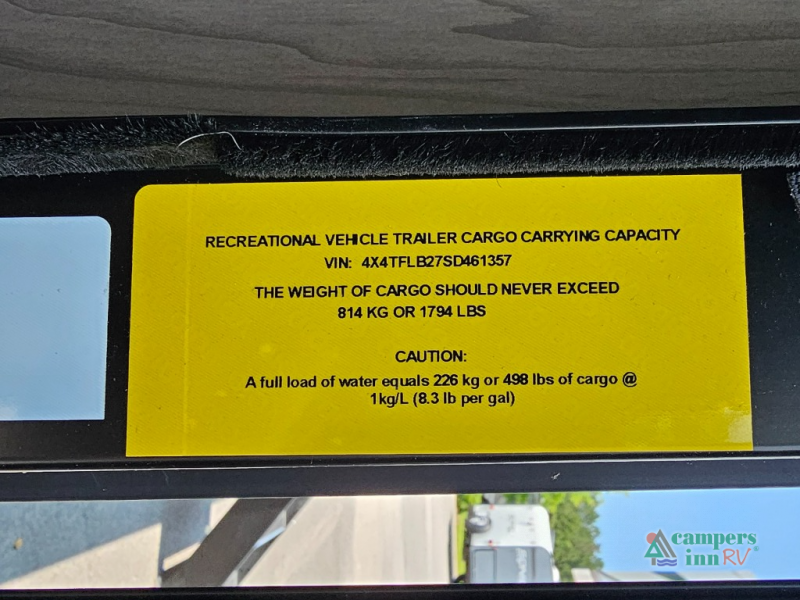 RECREATIONAL VEHICLE TRAILER CARGO CARRYING CAPACITY
VIN: 4X4TFLB27SD461357
THE WEIGHT OF CARGO SHOULD NEVER EXCEED
814 KG OR 1794 LBS
CAUTION:
A full load of water equals 226 kg or 498 lbs of cargo @
1kg/L (8.3 lb per gal)
campers
inn RV